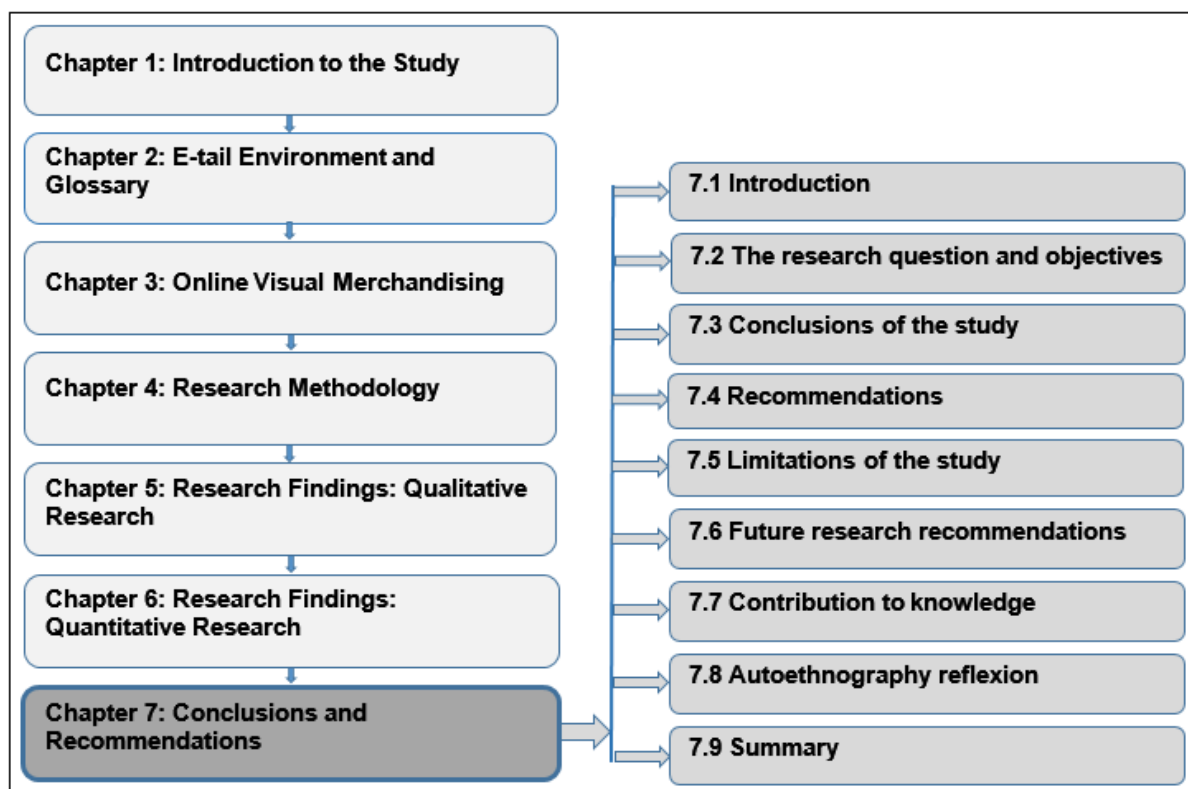 Chapter 1: Introduction to the Study
Chapter 2: E-tail Environment and
Glossary
Chapter 3: Online Visual Merchandising
Chapter 4: Research Methodology
Chapter 5: Research Findings: Qualitative
Research
Chapter 6: Research Findings:
Quantitative Research
Chapter 7: Conclusions and
Recommendations
7.1 Introduction
7.2 The research question and objectives
7.3 Conclusions of the study
7.4 Recommendations
7.5 Limitations of the study
7.6 Future research recommendations
7.7 Contribution to knowledge
7.8 Autoethnography reflexion
7.9 Summary